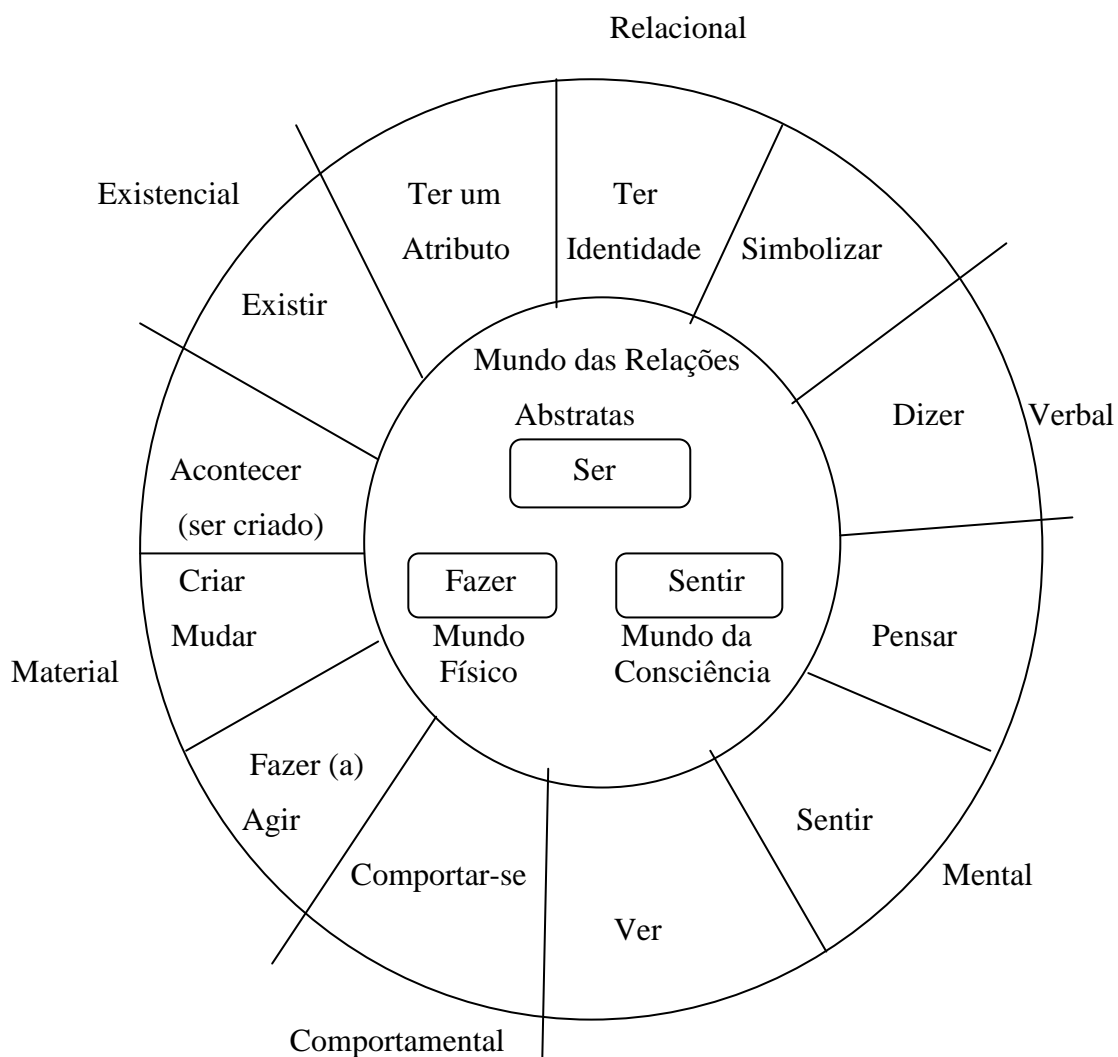 Relacional
Existencial
Ter um
Atributo
Ter
Identidade
Simbolizar
Existir
Mundo das Relações
Abstratas
Ser
Dizer
Verbal
Acontecer
(ser criado)
Criar
Mudar
Fazer
Mundo
Físico
Sentir
Mundo da
Consciência
Pensar
Material
Fazer (a)
Agir
Sentir
Mental
Comportar-se
Ver
Comportamental